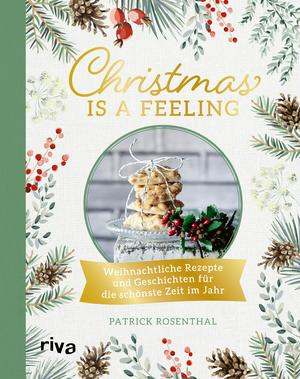 Christmas
IS A FEELING
Weihnachtliche Rezepte
und Geschichten für
die schönste Zeit im Jahr
PATRICK ROSENTHAL
riva